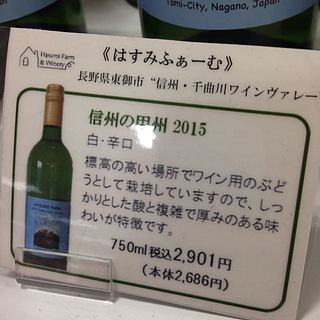 Tomi-City, Nagano, Japan
Hasumi Farm
& Winery
《はすみふぁーむ》
長野県東御市“信州・千曲川ワインヴァレー
信州の甲州 2015
白・辛口
標高の高い場所でワイン用のぶど
うとして栽培していますので、しっ
かりとした酸と複雑で厚みのある味
わいが特徴です。
750ml税込2,901円
(本体2,686円)